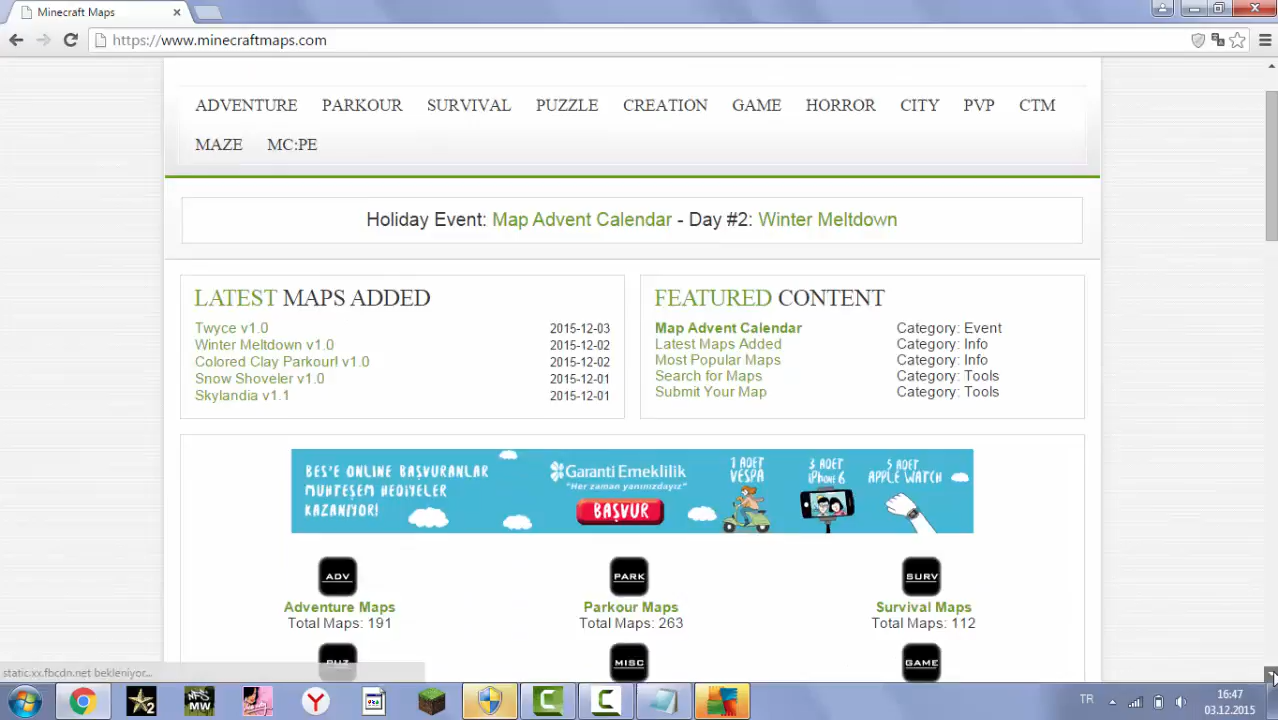 Minecraft Maps
https://www.minecraftmaps.com
ADVENTURE PARKOUR SURVIVAL PUZZLE CREATION GAME HORROR CITY PVP CTM
MAZE MC:PE
Holiday Event: Map Advent Calendar - Day #2: Winter Meltdown
LATEST MAPS ADDED
Twyce v1.0 2015-12-03
Winter Meltdown v1.0 2015-12-02
Colored Clay Parkour! v1.0 2015-12-02
Snow Shoveler v1.0 2015-12-01
Skylandia v1.1 2015-12-01
FEATURED CONTENT
Map Advent Calendar Category: Event
Latest Maps Added Category: Info
Most Popular Maps Category: Info
Search for Maps Category: Tools
Submit Your Map Category: Tools
BES'E ONLINE BAŞVURANLAR
MUHTEŞEM HEDİYELER
KAZANIYOR!
Garanti Emeklilik
"Her zaman yanınızdayız."
BAŞVUR
1 ADET
VESPA
3 ADET
iPHONE 6
5 ADET
APPLE WATCH
ADV
Adventure Maps
Total Maps: 191
PARK
Parkour Maps
Total Maps: 263
SURV
Survival Maps
Total Maps: 112
PUZ
MISC
GAME
static.xx.fbcdn.net bekleniyor...
2
NFS
MW
Y
TR
16:47
03.12.2015